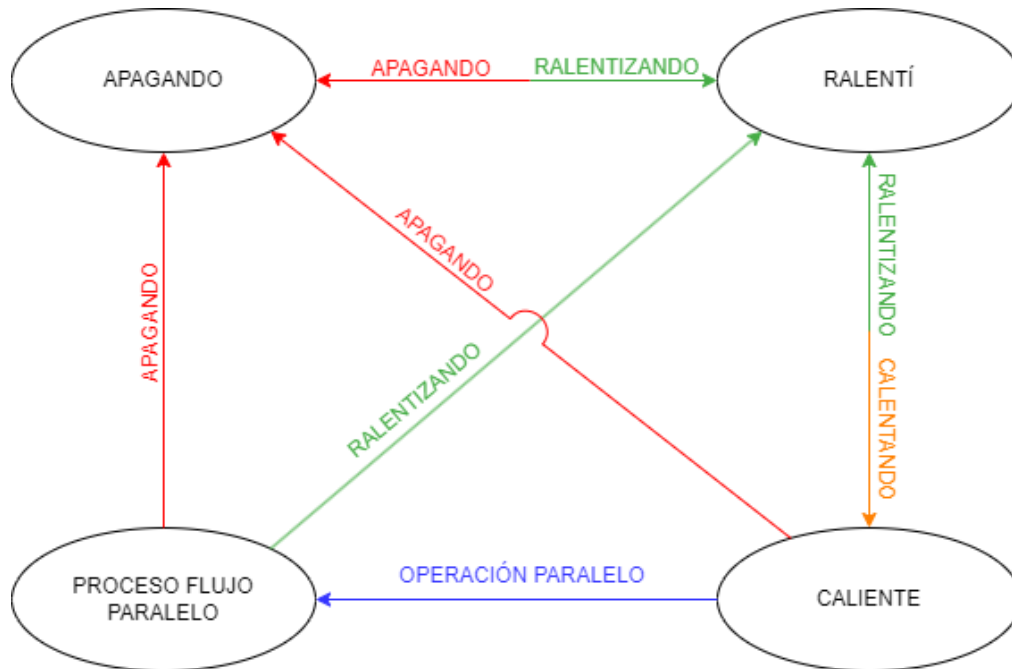 APAGANDO
APAGANDO
RALENTIZANDO
RALENTÍ
RALENTIZANDO
APAGANDO
APAGANDO
RALENTIZANDO
CALENTANDO
OPERACIÓN PARALELO
PROCESO FLUJO
PARALELO
CALIENTE